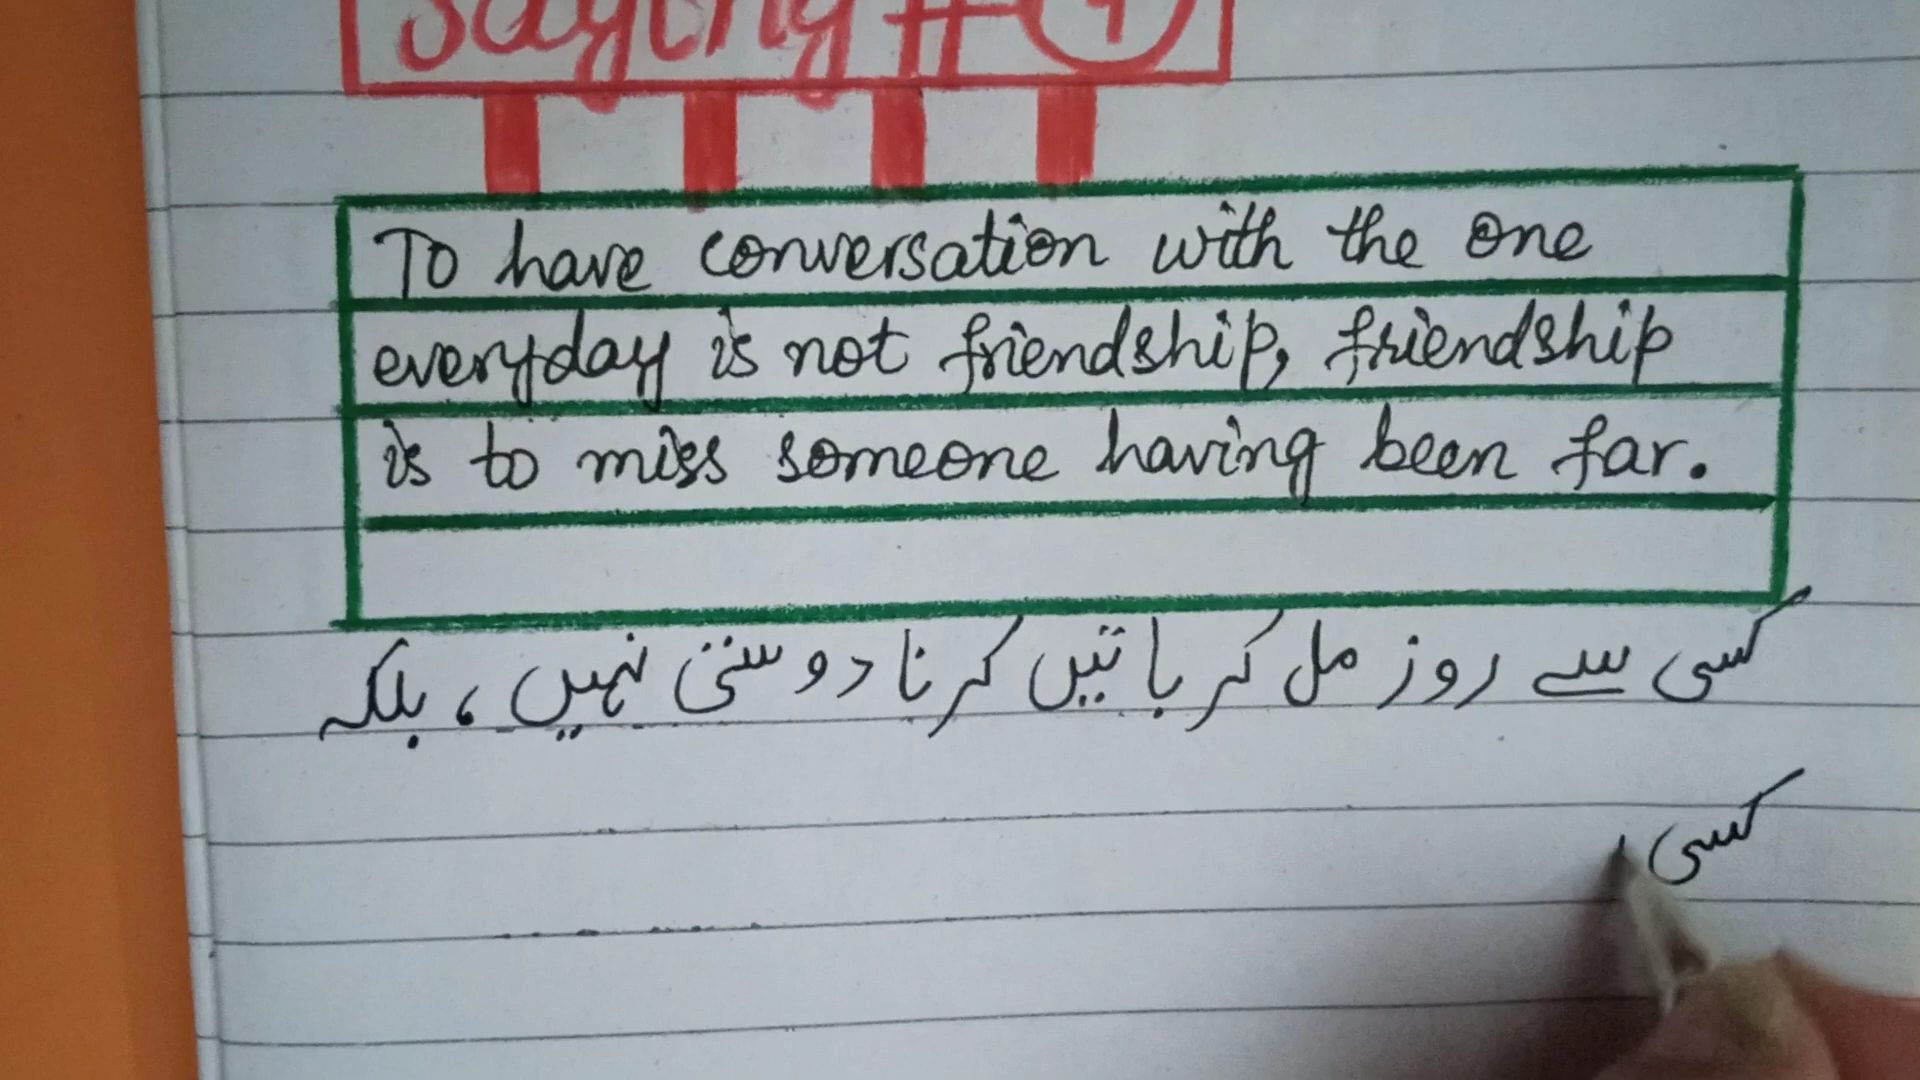 Saying #
To have conversation with the one
everyday is not friendship, friendship
is to miss someone having been far.
کسی سے روز مل کر باتیں کرنا دوستی نہیں، بلکہ
کسی